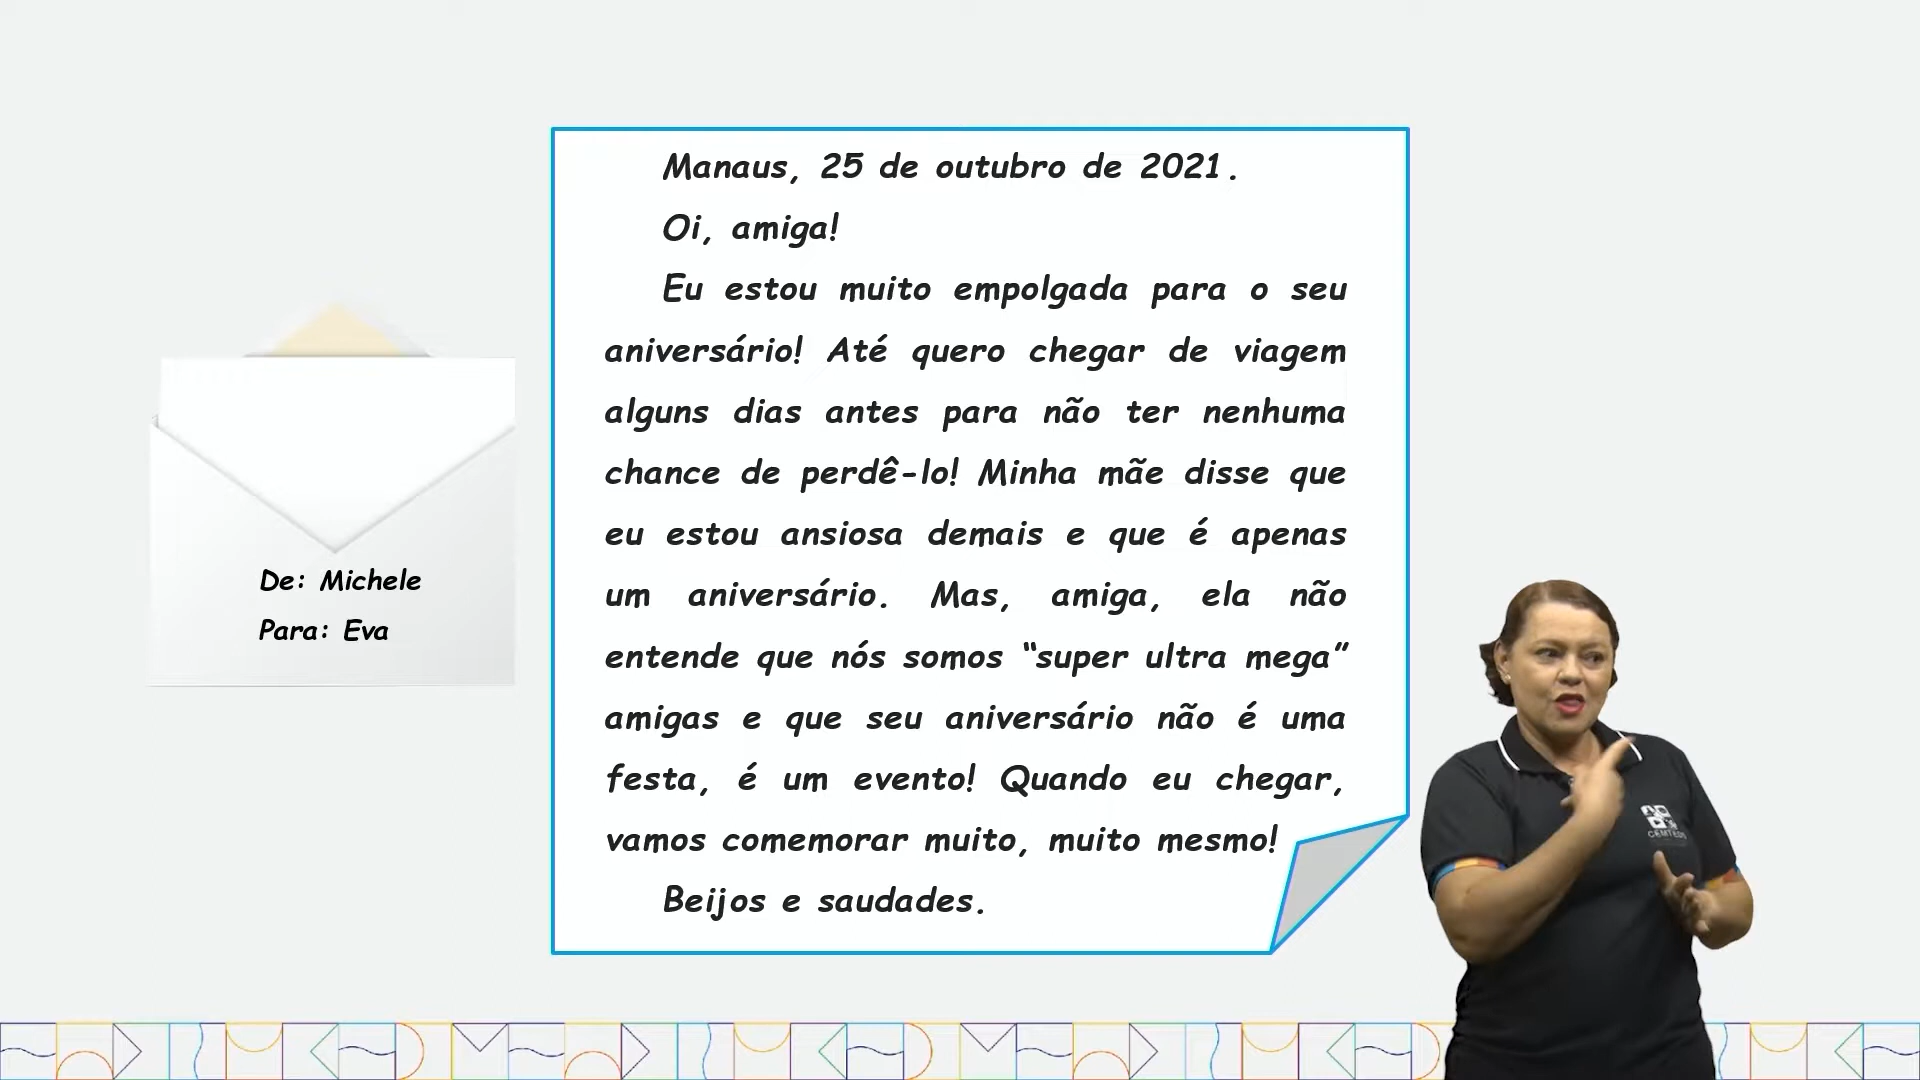 Manaus, 25 de outubro de 2021.
Oi, amiga!
Eu estou muito empolgada para o seu
aniversário! Até quero chegar de viagem
alguns dias antes para não ter nenhuma
chance de perdê-lo! Minha mãe disse que
eu estou ansiosa demais e que é apenas
um aniversário. Mas, amiga, ela não
entende que nós somos “super ultra mega”
amigas e que seu aniversário não é uma
festa, é um evento! Quando eu chegar,
vamos comemorar muito, muito mesmo!
Beijos e saudades.
De: Michele
Para: Eva